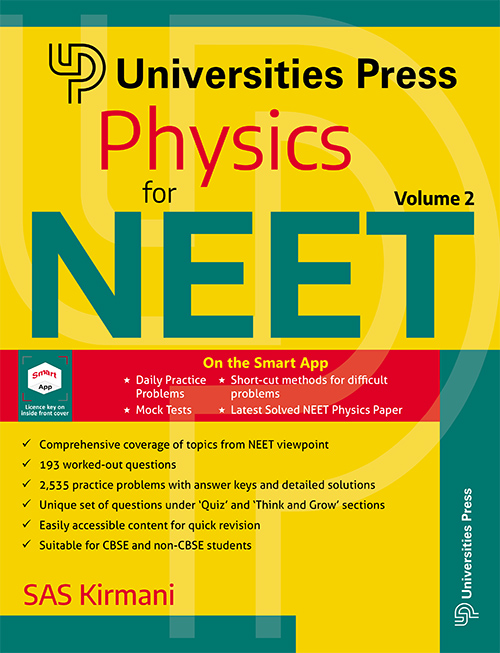 Universities Press
Physics
for
Volume 2
NEET
On the Smart App
★ Daily Practice Problems
★ Mock Tests
★ Short-cut methods for difficult problems
★ Latest Solved NEET Physics Paper
Smart
App
Licence key on
inside front cover
✓ Comprehensive coverage of topics from NEET viewpoint
✓ 193 worked-out questions
✓ 2,535 practice problems with answer keys and detailed solutions
✓ Unique set of questions under ‘Quiz’ and ‘Think and Grow’ sections
✓ Easily accessible content for quick revision
✓ Suitable for CBSE and non-CBSE students
SAS Kirmani
Universities Press